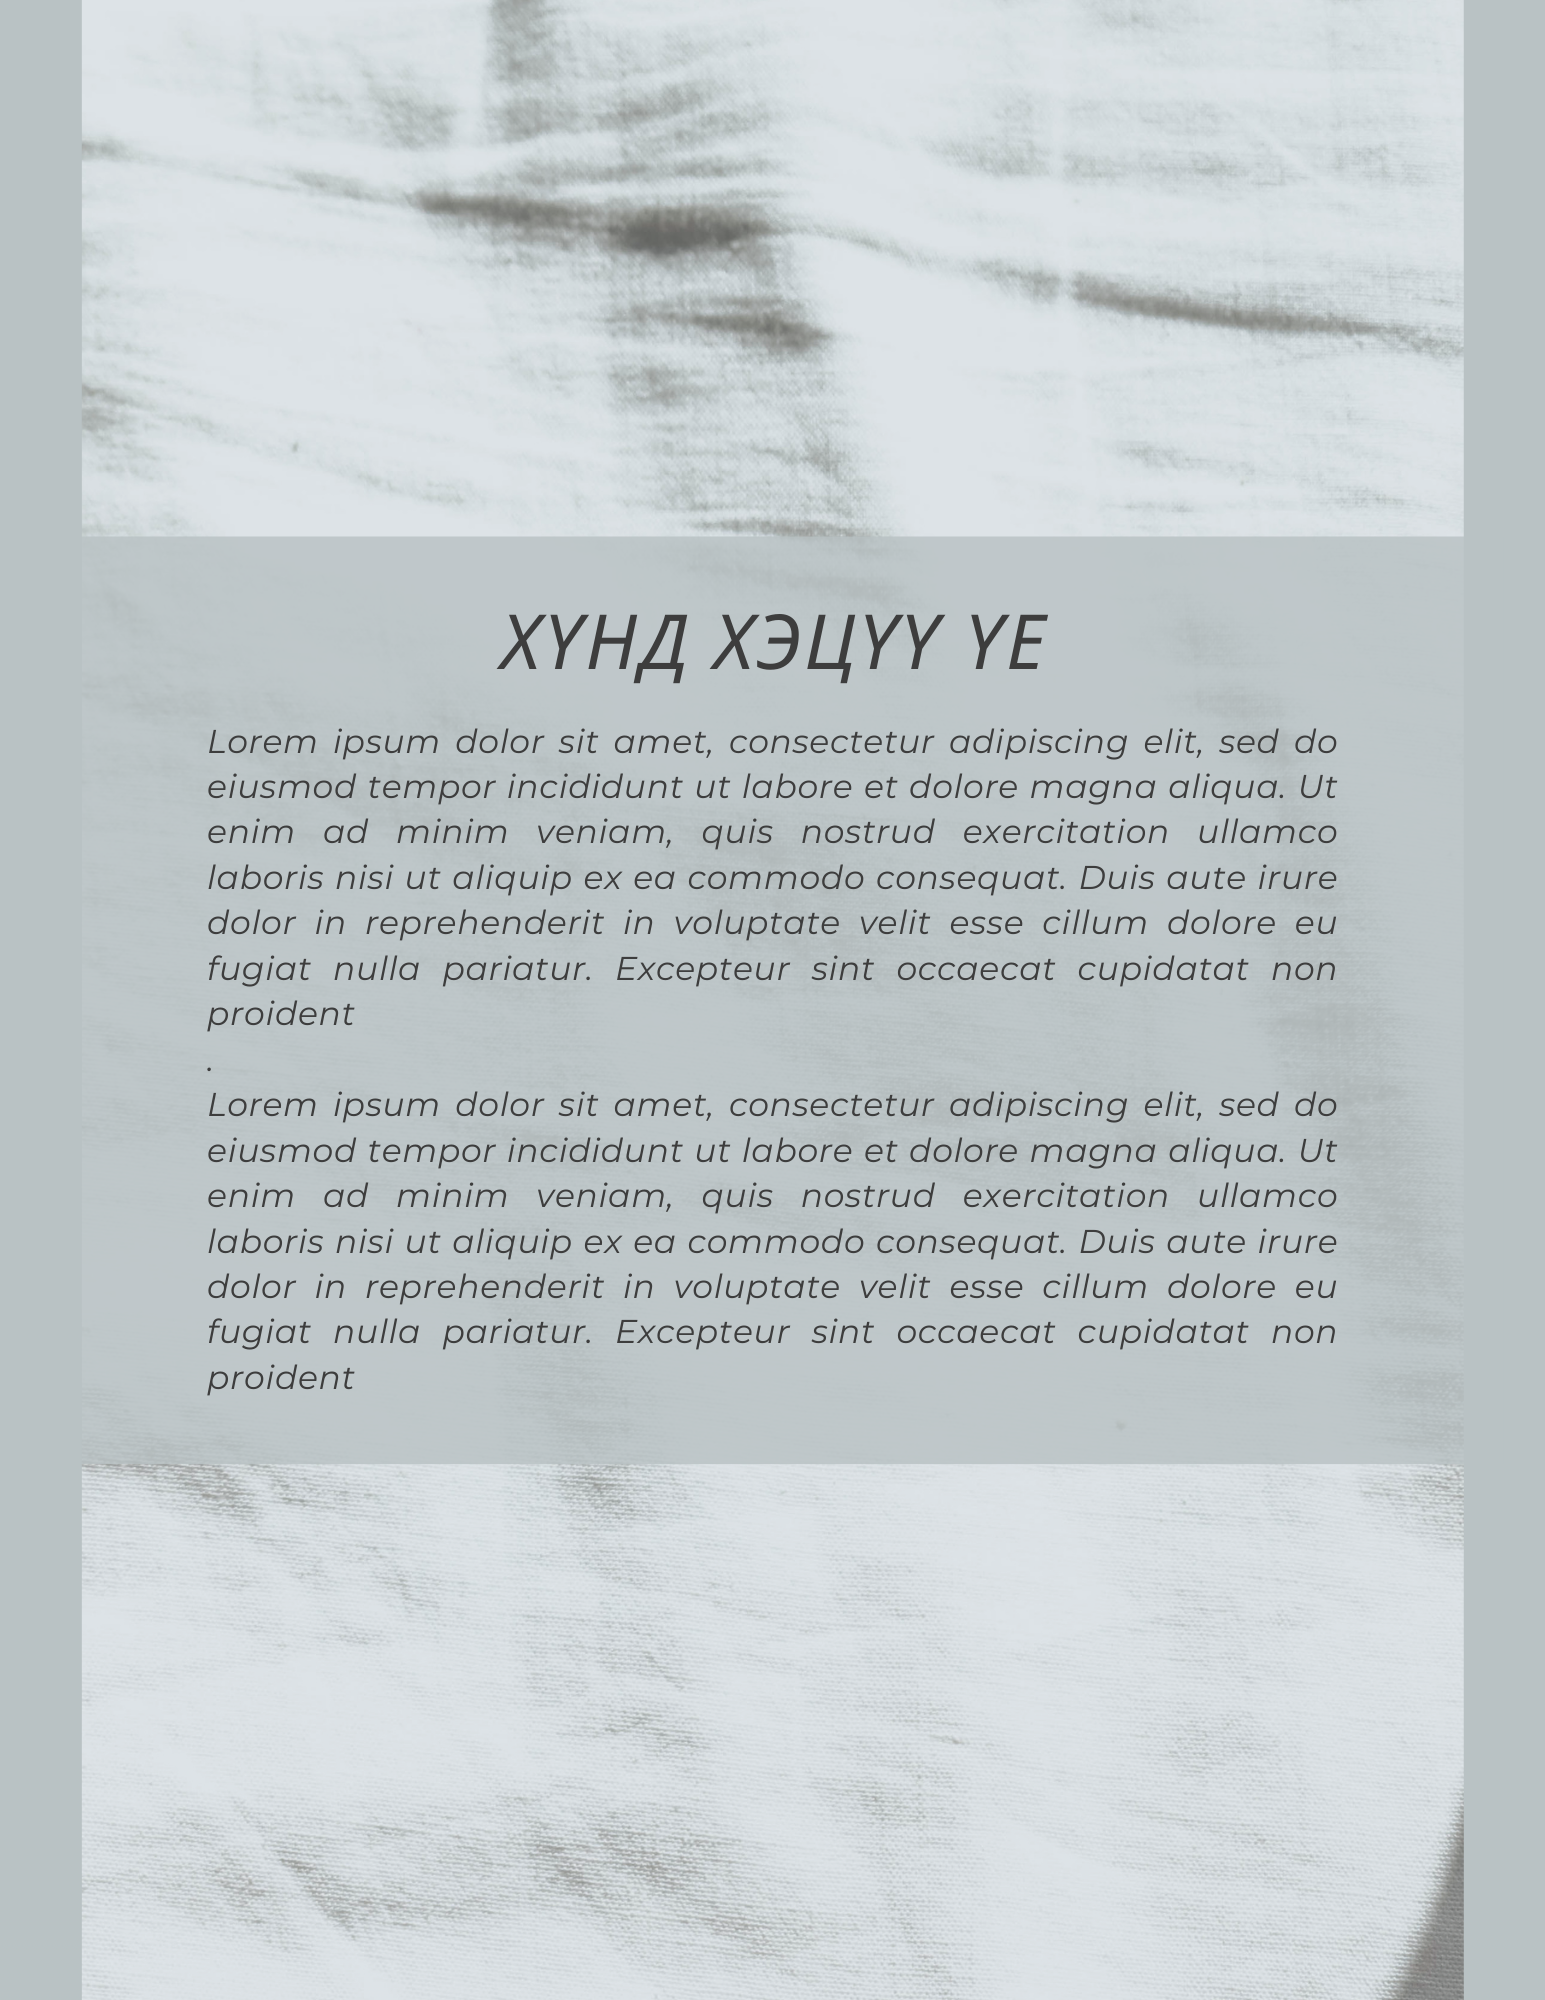 ХҮНД ХЭЦҮҮ ҮЕ
Lorem ipsum dolor sit amet, consectetur adipiscing elit, sed do
eiusmod tempor incididunt ut labore et dolore magna aliqua. Ut
enim ad minim veniam, quis nostrud exercitation ullamco
laboris nisi ut aliquip ex ea commodo consequat. Duis aute irure
dolor in reprehenderit in voluptate velit esse cillum dolore eu
fugiat nulla pariatur. Excepteur sint occaecat cupidatat non
proident
.
Lorem ipsum dolor sit amet, consectetur adipiscing elit, sed do
eiusmod tempor incididunt ut labore et dolore magna aliqua. Ut
enim ad minim veniam, quis nostrud exercitation ullamco
laboris nisi ut aliquip ex ea commodo consequat. Duis aute irure
dolor in reprehenderit in voluptate velit esse cillum dolore eu
fugiat nulla pariatur. Excepteur sint occaecat cupidatat non
proident